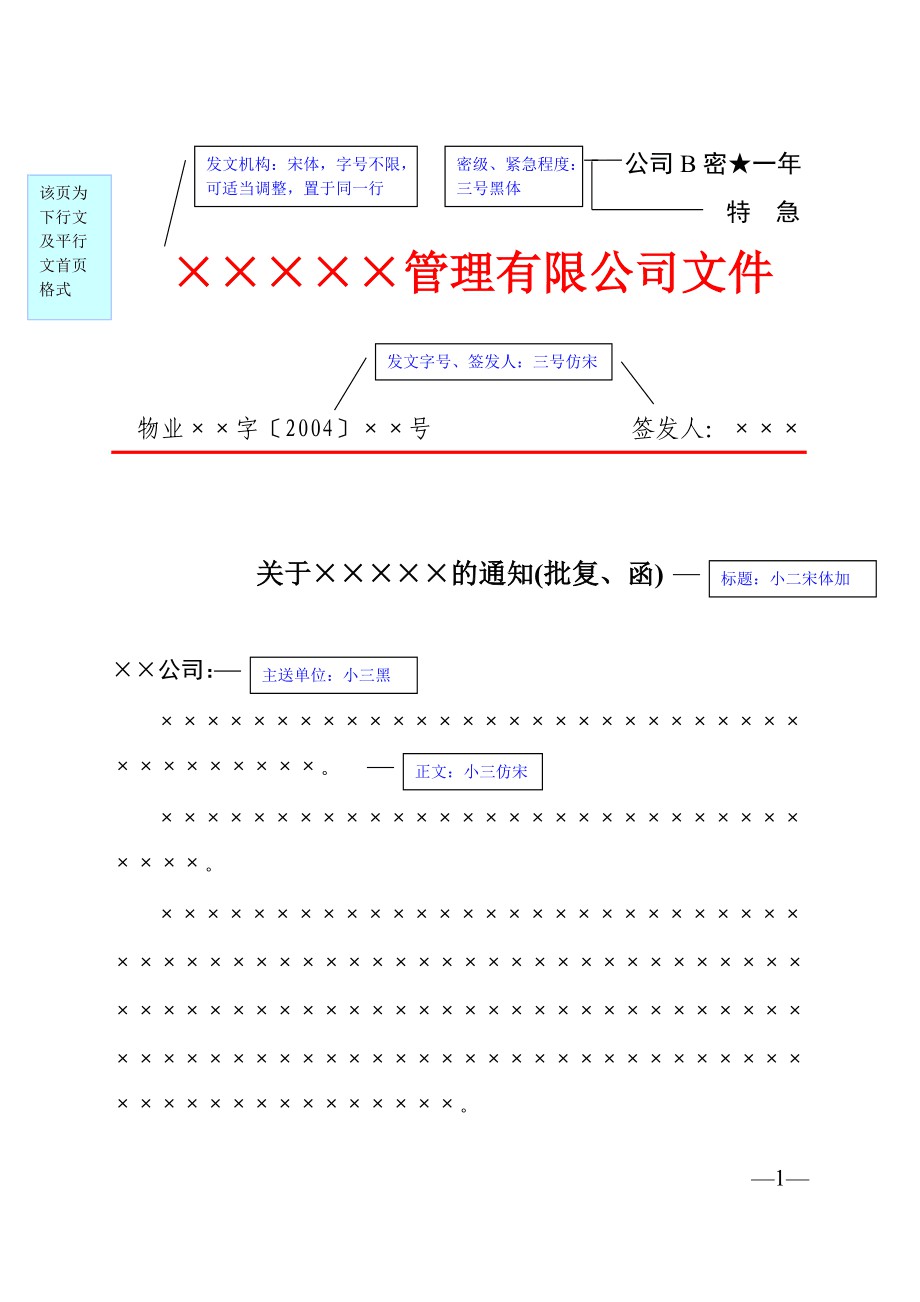 发文机构：宋体，字号不限，
可适当调整，置于同一行
密级、紧急程度：
三号黑体
公司 B 密★一年
特　急
该页为
下行文
及平行
文首页
格式
×××××管理有限公司文件
发文字号、签发人：三号仿宋
物业××字〔2004〕××号
签发人：×××
关于×××××的通知(批复、函)
标题：小二宋体加
××公司：
主送单位：小三黑
××××××××××××××××××××××××××××
×××××××××。
正文：小三仿宋
××××××××××××××××××××××××××××
××××。
××××××××××××××××××××××××××××
××××××××××××××××××××××××××××××
××××××××××××××××××××××××××××××
××××××××××××××××××××××××××××××
×××××××××××××××。
—1—